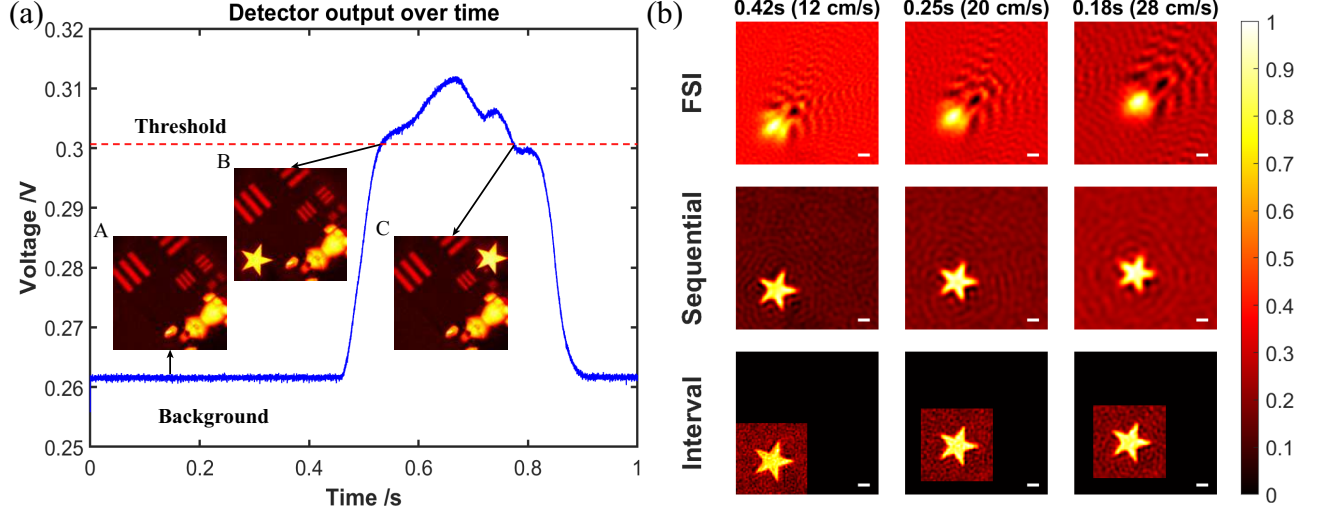 (a)
Detector output over time
0.32
0.31
0.3
0.29
0.28
0.27
0.26
0.25
Voltage /V
Threshold
B
A
C
Background
0
0.2
0.4
0.6
0.8
1
Time /s
(b)
0.42s (12 cm/s)
0.25s (20 cm/s)
0.18s (28 cm/s)
FSI
Sequential
Interval
1
0.9
0.8
0.7
0.6
0.5
0.4
0.3
0.2
0.1
0